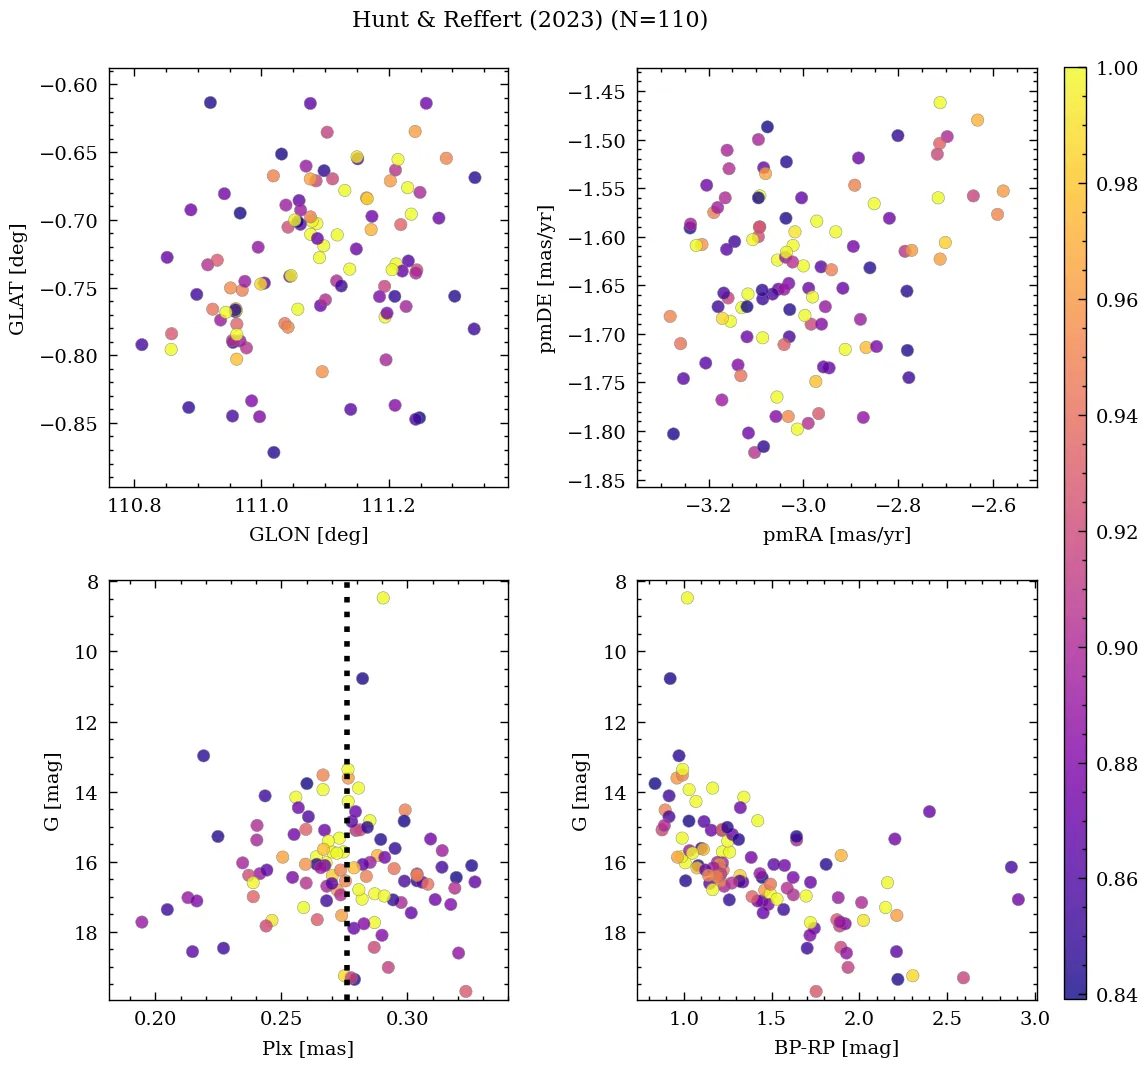 Hunt & Reffert (2023) (N=110)
−0.60
−0.65
−0.70
−0.75
−0.80
−0.85
GLAT [deg]
110.8 111.0 111.2
GLON [deg]
−1.45
−1.50
−1.55
−1.60
−1.65
−1.70
−1.75
−1.80
−1.85
pmDE [mas/yr]
−3.2 −3.0 −2.8 −2.6
pmRA [mas/yr]
8
10
12
14
16
18
G [mag]
0.20 0.25 0.30
Plx [mas]
8
10
12
14
16
18
G [mag]
1.0 1.5 2.0 2.5 3.0
BP-RP [mag]
1.00
0.98
0.96
0.94
0.92
0.90
0.88
0.86
0.84